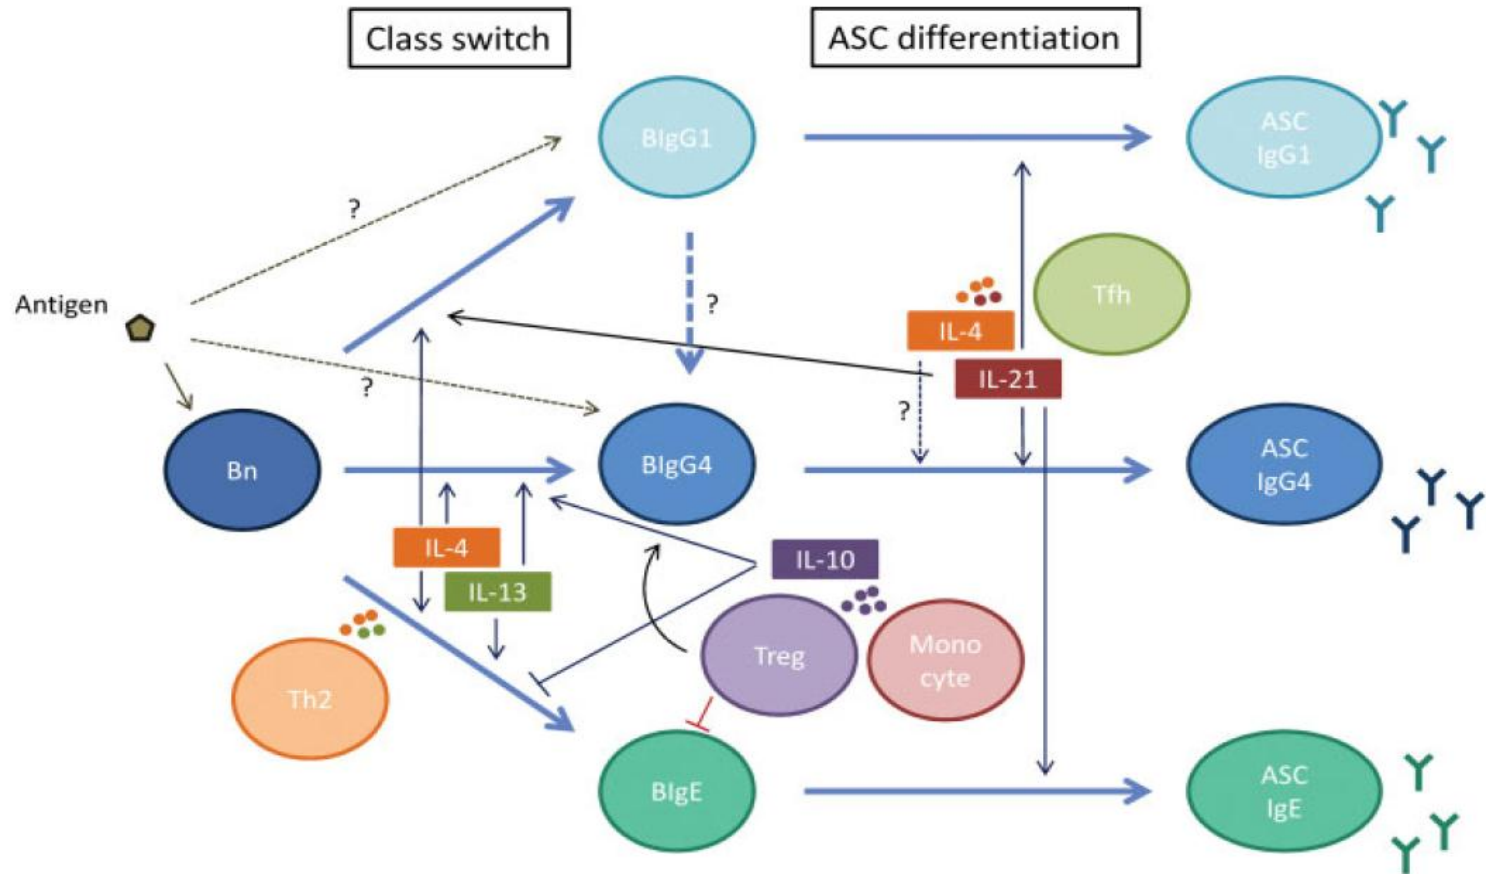 Class switch
ASC differentiation
BIgG1
ASC
IgG1
?
Tfh
Antigen
?
IL-4
IL-21
?
?
Bn
BIgG4
ASC
IgG4
IL-4
IL-10
IL-13
Treg
Mono
cyte
Th2
BIgE
ASC
IgE